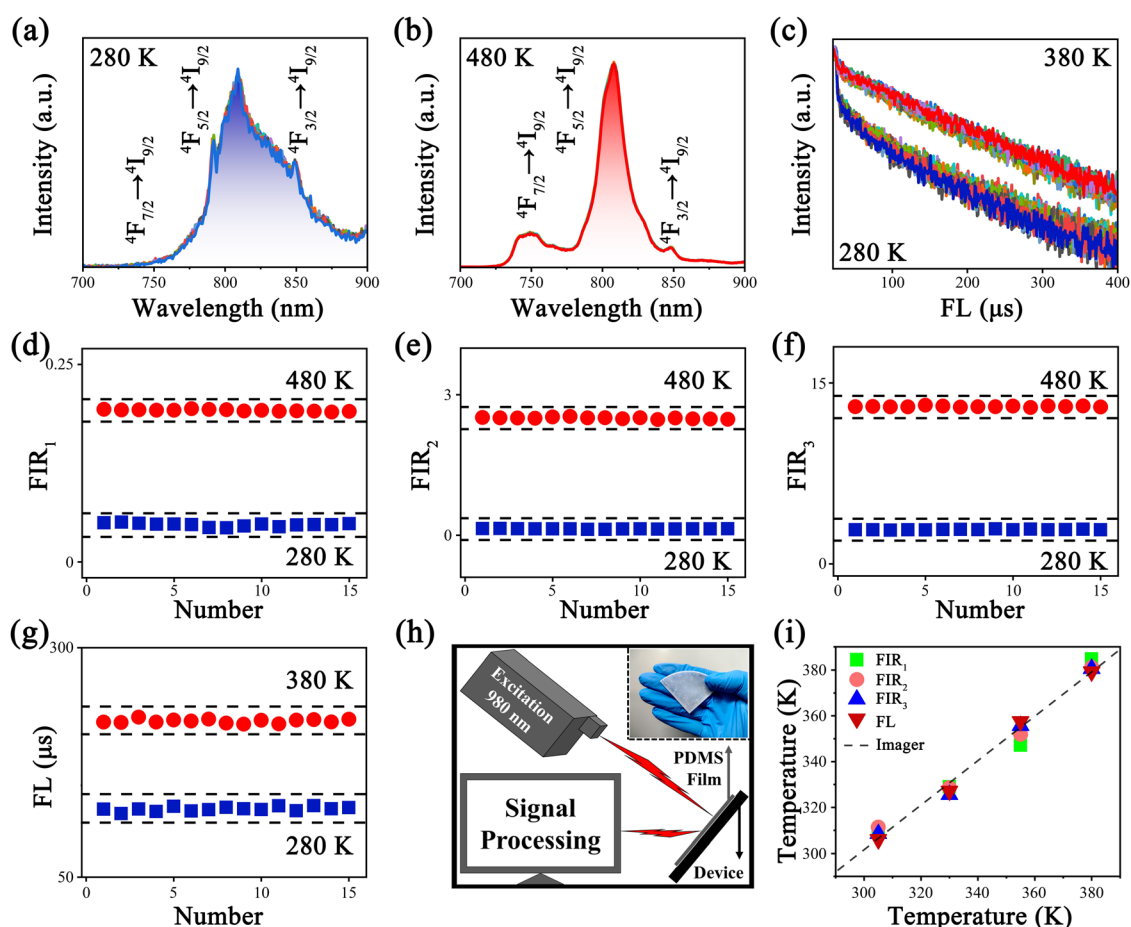 (a)
280 K
⁴F₇/₂→⁴I₉/₂
⁴F₅/₂→⁴I₉/₂
⁴F₃/₂→⁴I₉/₂
Intensity (a.u.)
700 750 800 850 900
Wavelength (nm)
(b)
480 K
⁴F₇/₂→⁴I₉/₂
⁴F₅/₂→⁴I₉/₂
⁴F₃/₂→⁴I₉/₂
Intensity (a.u.)
700 750 800 850 900
Wavelength (nm)
(c)
380 K
280 K
Intensity (a.u.)
100 200 300 400
FL (μs)
(d)
0.25
480 K
FIR₁
280 K
0
0 5 10 15
Number
(e)
480 K
3
FIR₂
0
280 K
0 5 10 15
Number
(f)
15
480 K
FIR₃
280 K
0
0 5 10 15
Number
(g)
300
380 K
FL (μs)
280 K
50
0 5 10 15
Number
(h)
Excitation
980 nm
PDMS
Film
Signal
Processing
Device
(i)
FIR₁
FIR₂
FIR₃
FL
Imager
Temperature (K)
380
360
340
320
300
300 320 340 360 380
Temperature (K)